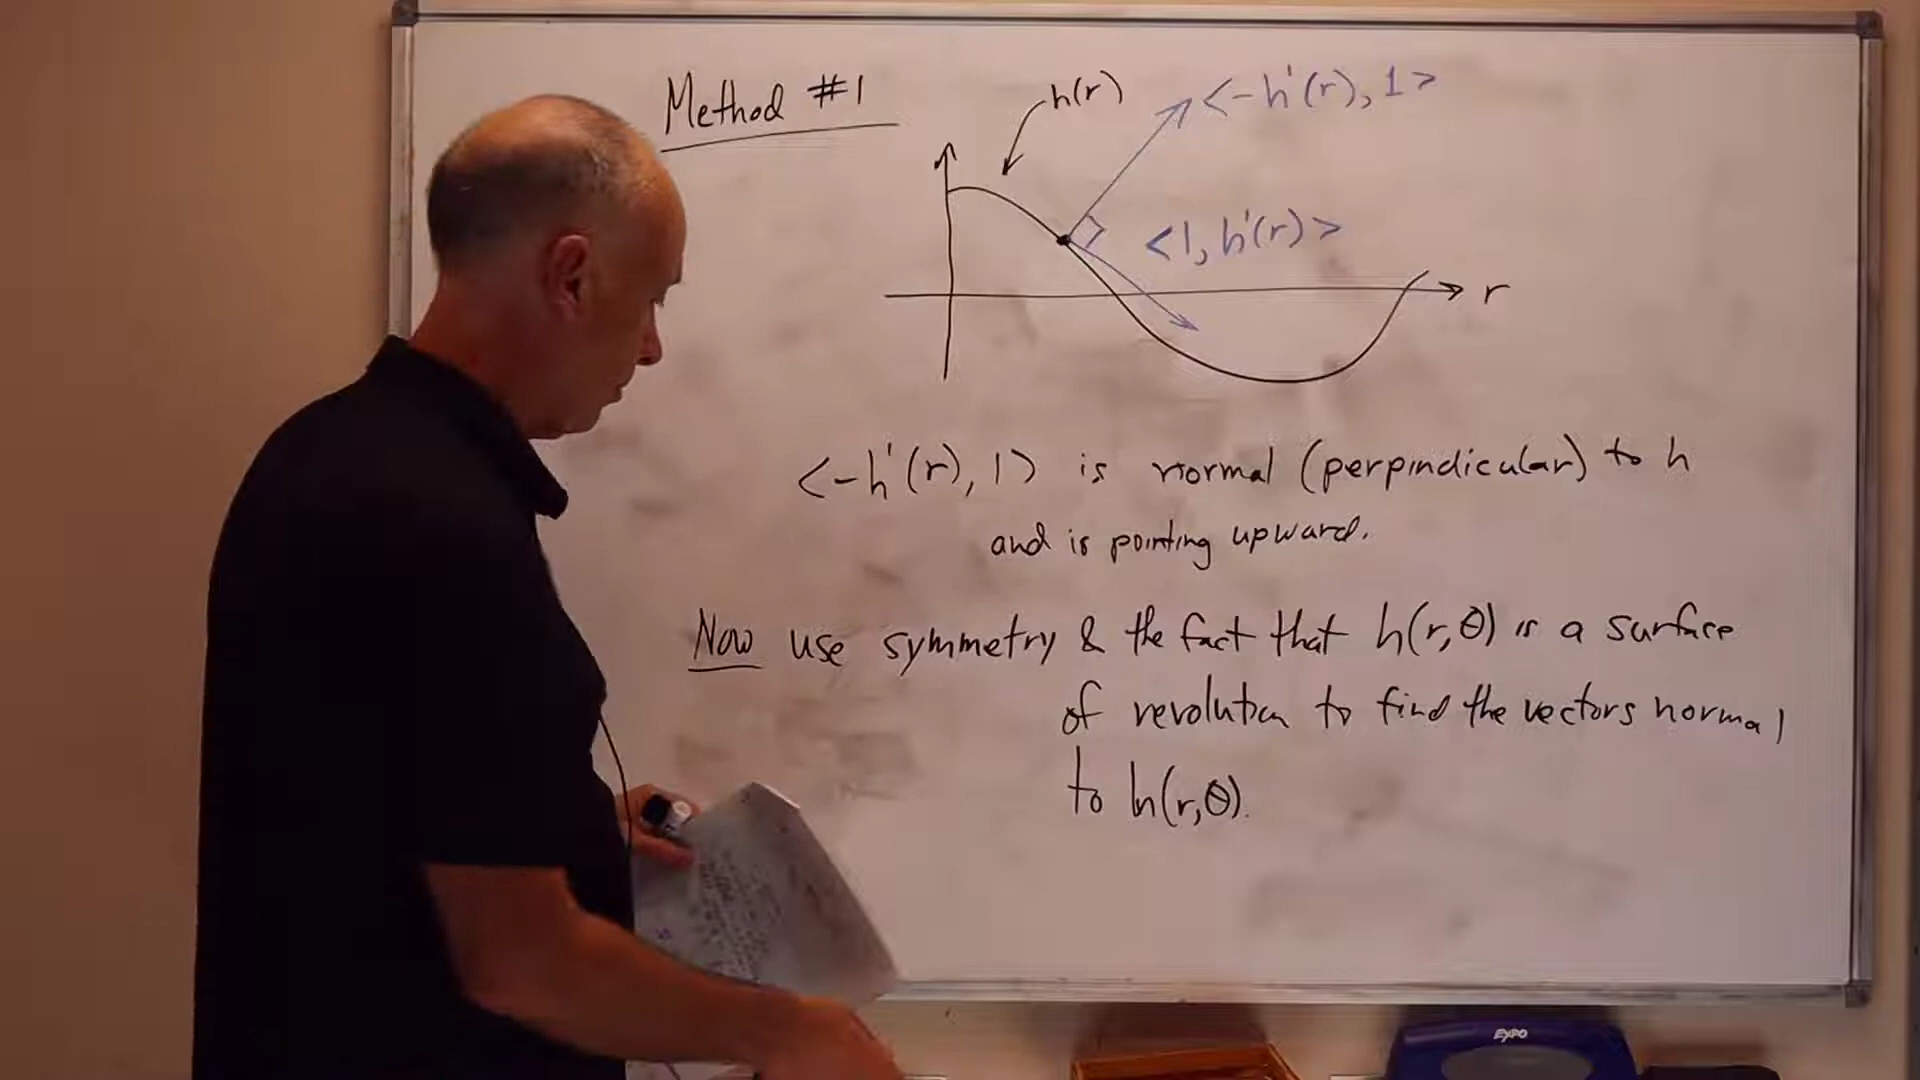 Method #1
h(r)
<-h'(r), 1>
<1, h'(r)>
r
<-h'(r), 1> is normal (perpindicular) to h
and is pointing upward.
Now use symmetry & the fact that h(r,θ) is a surface
of revolution to find the vectors normal
to h(r,θ).
EXPO